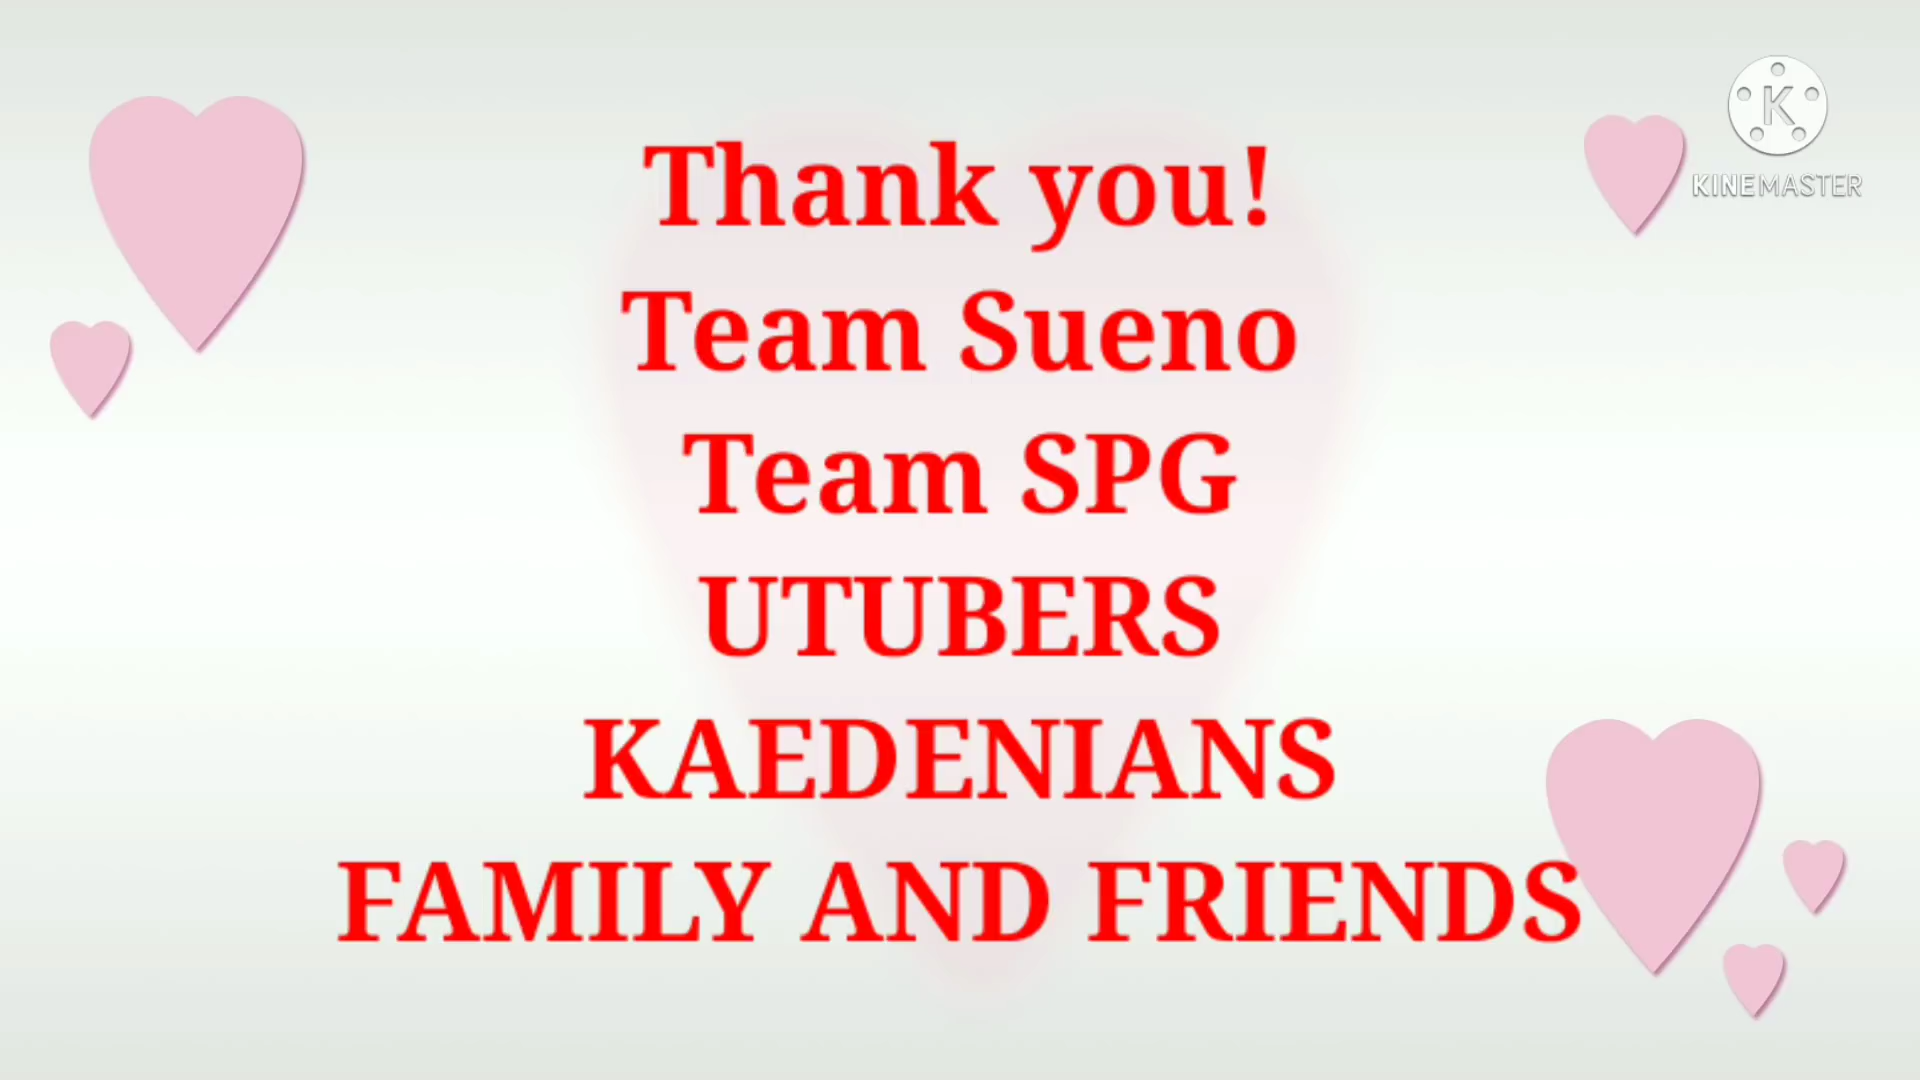 Thank you!
Team Sueno
Team SPG
UTUBERS
KAEDENIANS
FAMILY AND FRIENDS
K
KINEMASTER